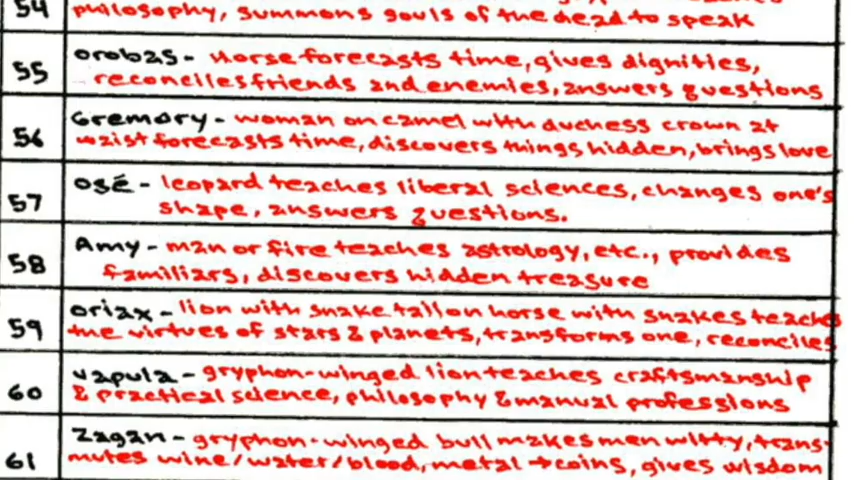 54 philosophy, summons souls of the dead to speak
55 Orobas - horse forecasts time, gives dignities,
reconciles friends and enemies, answers questions
56 Gremory - woman on camel with duchess crown at
waist forecasts time, discovers things hidden, brings love
57 Osé - leopard teaches liberal sciences, changes one's
shape, answers questions.
58 Amy - man or fire teaches astrology, etc., provides
familiars, discovers hidden treasure
59 Oriax - lion with snake tail on horse with snakes teaches
the virtues of stars & planets, transforms one, reconciles
60 Vapula - gryphon-winged lion teaches craftsmanship
& practical science, philosophy & manual professions
61 Zagan - gryphon-winged bull makes men witty, trans-
mutes wine/water/blood, metal → coins, gives wisdom